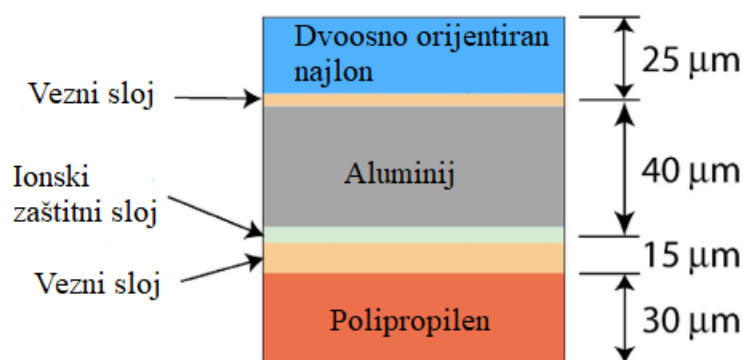 Dvoosno orijentiran
najlon
25 μm
Vezni sloj
Aluminij
40 μm
Ionski
zaštitni sloj
15 μm
Vezni sloj
Polipropilen
30 μm